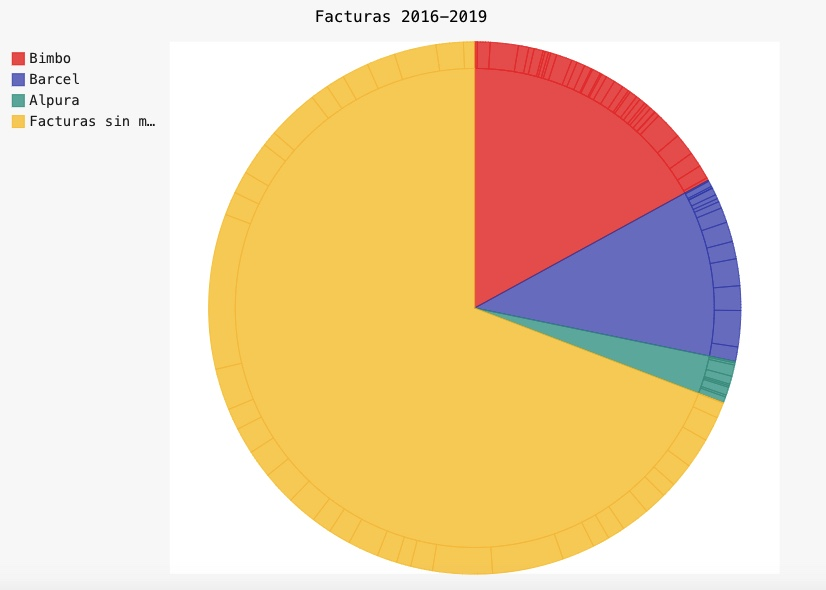 Facturas 2016–2019
Bimbo
Barcel
Alpura
Facturas sin m…